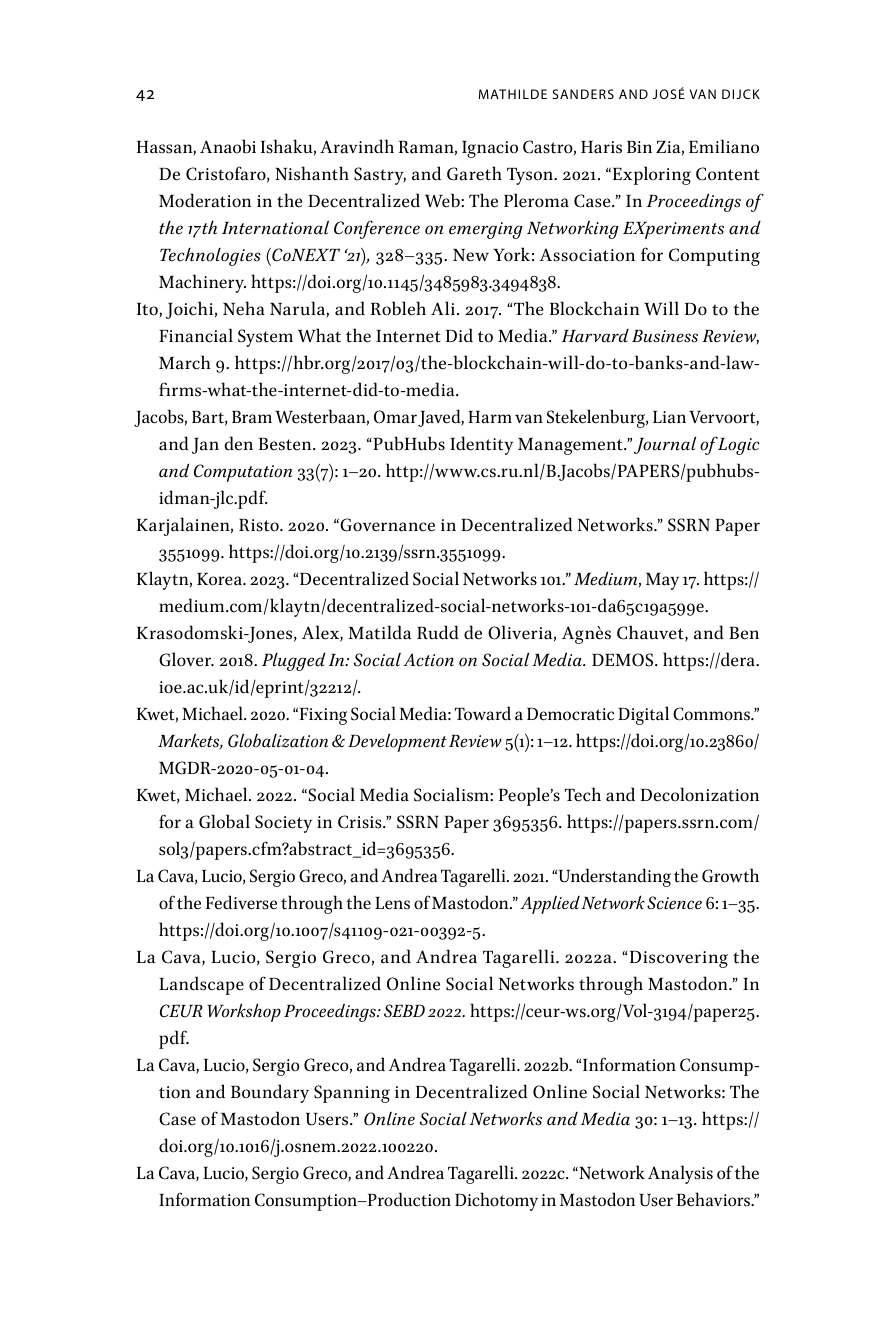 42
MATHILDE SANDERS AND JOSÉ VAN DIJCK
Hassan, Anaobi Ishaku, Aravindh Raman, Ignacio Castro, Haris Bin Zia, Emiliano
De Cristofaro, Nishanth Sastry, and Gareth Tyson. 2021. “Exploring Content
Moderation in the Decentralized Web: The Pleroma Case.” In Proceedings of
the 17th International Conference on emerging Networking EXperiments and
Technologies (CoNEXT ‘21), 328–335. New York: Association for Computing
Machinery. https://doi.org/10.1145/3485983.3494838.
Ito, Joichi, Neha Narula, and Robleh Ali. 2017. “The Blockchain Will Do to the
Financial System What the Internet Did to Media.” Harvard Business Review,
March 9. https://hbr.org/2017/03/the-blockchain-will-do-to-banks-and-law-
firms-what-the-internet-did-to-media.
Jacobs, Bart, Bram Westerbaan, Omar Javed, Harm van Stekelenburg, Lian Vervoort,
and Jan den Besten. 2023. “PubHubs Identity Management.” Journal of Logic
and Computation 33(7): 1–20. http://www.cs.ru.nl/B.Jacobs/PAPERS/pubhubs-
idman-jlc.pdf.
Karjalainen, Risto. 2020. “Governance in Decentralized Networks.” SSRN Paper
3551099. https://doi.org/10.2139/ssrn.3551099.
Klaytn, Korea. 2023. “Decentralized Social Networks 101.” Medium, May 17. https://
medium.com/klaytn/decentralized-social-networks-101-da65c19a599e.
Krasodomski-Jones, Alex, Matilda Rudd de Oliveria, Agnès Chauvet, and Ben
Glover. 2018. Plugged In: Social Action on Social Media. DEMOS. https://dera.
ioe.ac.uk/id/eprint/32212/.
Kwet, Michael. 2020. “Fixing Social Media: Toward a Democratic Digital Commons.”
Markets, Globalization & Development Review 5(1): 1–12. https://doi.org/10.23860/
MGDR-2020-05-01-04.
Kwet, Michael. 2022. “Social Media Socialism: People’s Tech and Decolonization
for a Global Society in Crisis.” SSRN Paper 3695356. https://papers.ssrn.com/
sol3/papers.cfm?abstract_id=3695356.
La Cava, Lucio, Sergio Greco, and Andrea Tagarelli. 2021. “Understanding the Growth
of the Fediverse through the Lens of Mastodon.” Applied Network Science 6: 1–35.
https://doi.org/10.1007/s41109-021-00392-5.
La Cava, Lucio, Sergio Greco, and Andrea Tagarelli. 2022a. “Discovering the
Landscape of Decentralized Online Social Networks through Mastodon.” In
CEUR Workshop Proceedings: SEBD 2022. https://ceur-ws.org/Vol-3194/paper25.
pdf.
La Cava, Lucio, Sergio Greco, and Andrea Tagarelli. 2022b. “Information Consump-
tion and Boundary Spanning in Decentralized Online Social Networks: The
Case of Mastodon Users.” Online Social Networks and Media 30: 1–13. https://
doi.org/10.1016/j.osnem.2022.100220.
La Cava, Lucio, Sergio Greco, and Andrea Tagarelli. 2022c. “Network Analysis of the
Information Consumption–Production Dichotomy in Mastodon User Behaviors.”